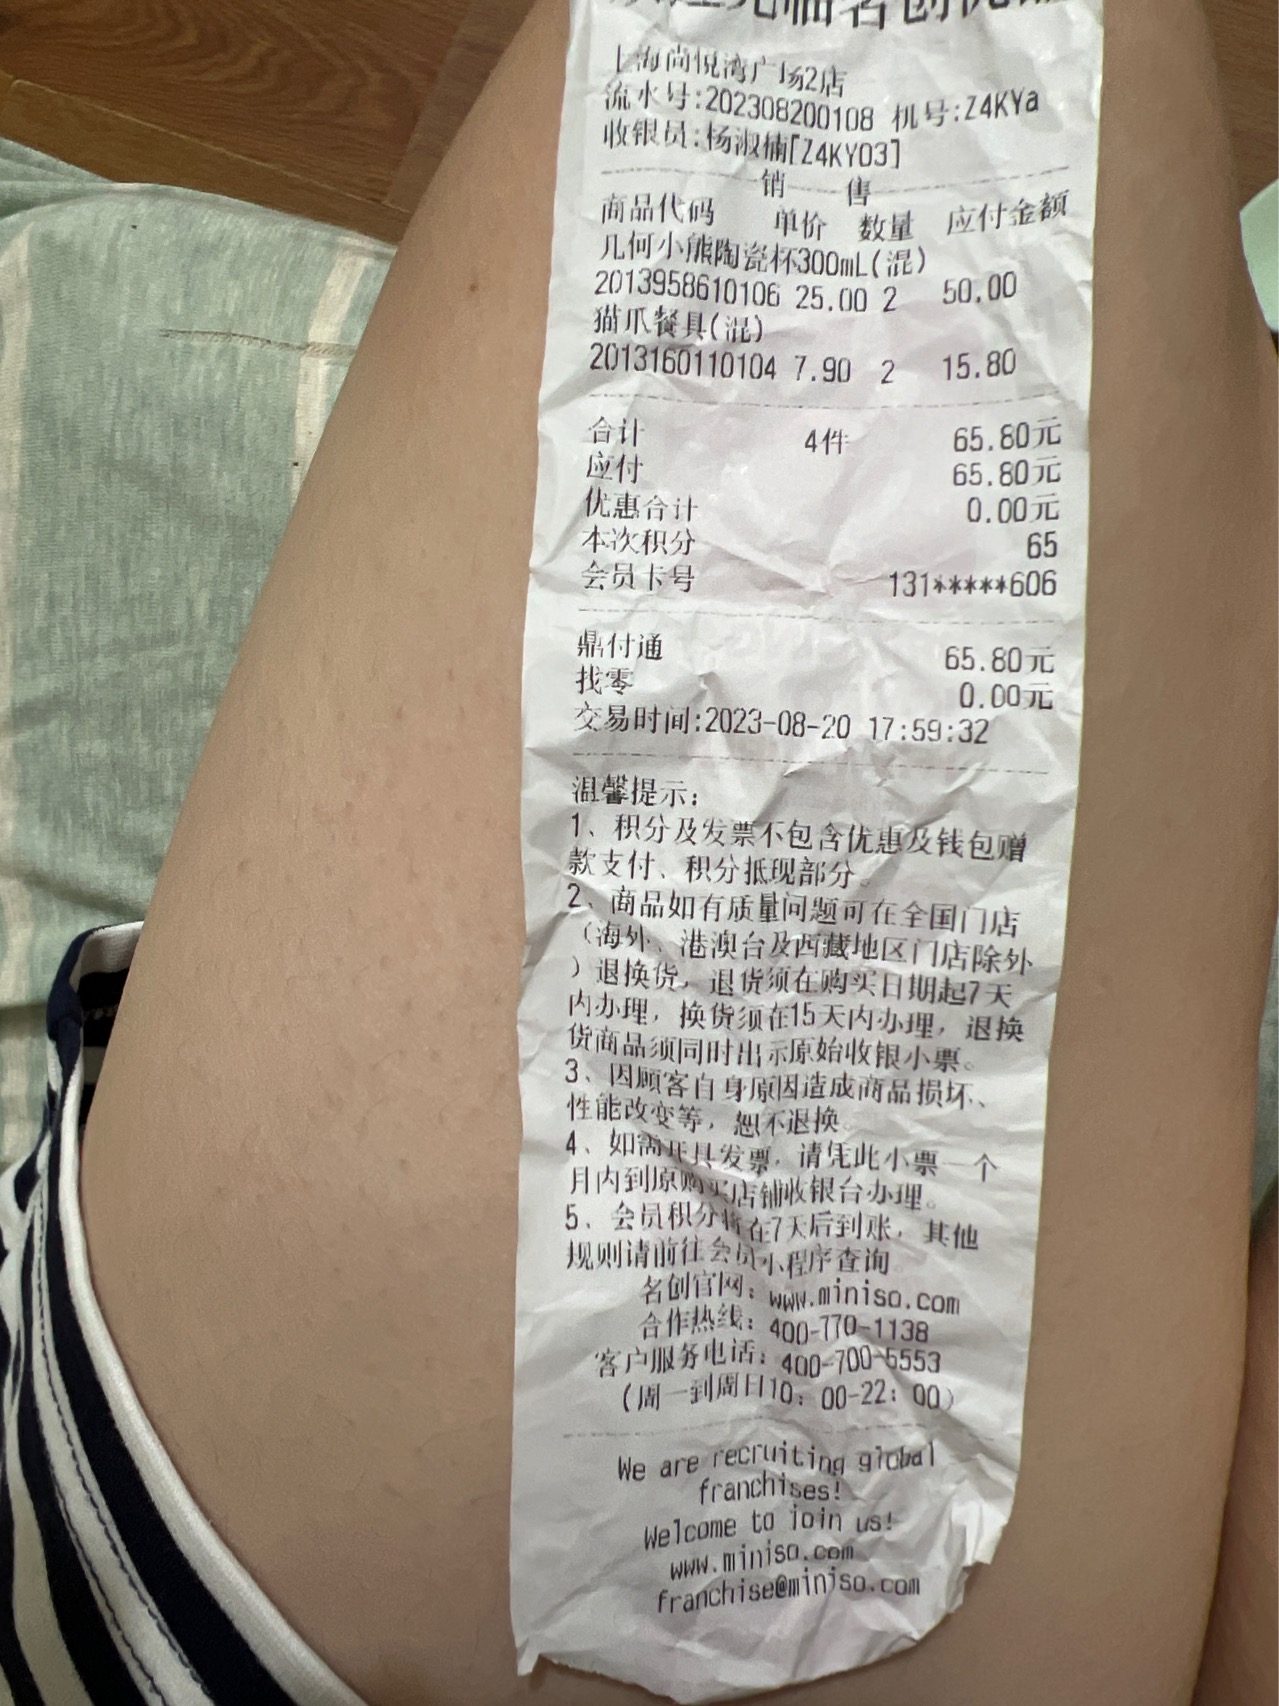 欢迎光临名创优品
上海尚悦湾广场2店
流水号:202308200108 机号:Z4KYa
收银员:杨淑楠[Z4KY03]
销 售
商品代码 单价 数量 应付金额
几何小熊陶瓷杯300mL(混)
2013958610106 25.00 2 50.00
猫爪餐具(混)
2013160110104 7.90 2 15.80
合计 4件 65.80元
应付 65.80元
优惠合计 0.00元
本次积分 65
会员卡号 131*****606
鼎付通 65.80元
找零 0.00元
交易时间:2023-08-20 17:59:32
温馨提示:
1、积分及发票不包含优惠及钱包赠
款支付、积分抵现部分。
2、商品如有质量问题可在全国门店
(海外、港澳台及西藏地区门店除外
)退换货，退货须在购买日期起7天
内办理，换货须在15天内办理，退换
货商品须同时出示原始收银小票。
3、因顾客自身原因造成商品损坏、
性能改变等，恕不退换。
4、如需开具发票，请凭此小票一个
月内到原购买店铺收银台办理。
5、会员积分将在7天后到账，其他
规则请前往会员小程序查询
名创官网：www.miniso.com
合作热线：400-770-1138
客户服务电话：400-700-5553
(周一到周日10：00-22：00)
We are recruiting global
franchises!
Welcome to join us!
www.miniso.com
franchise@miniso.com